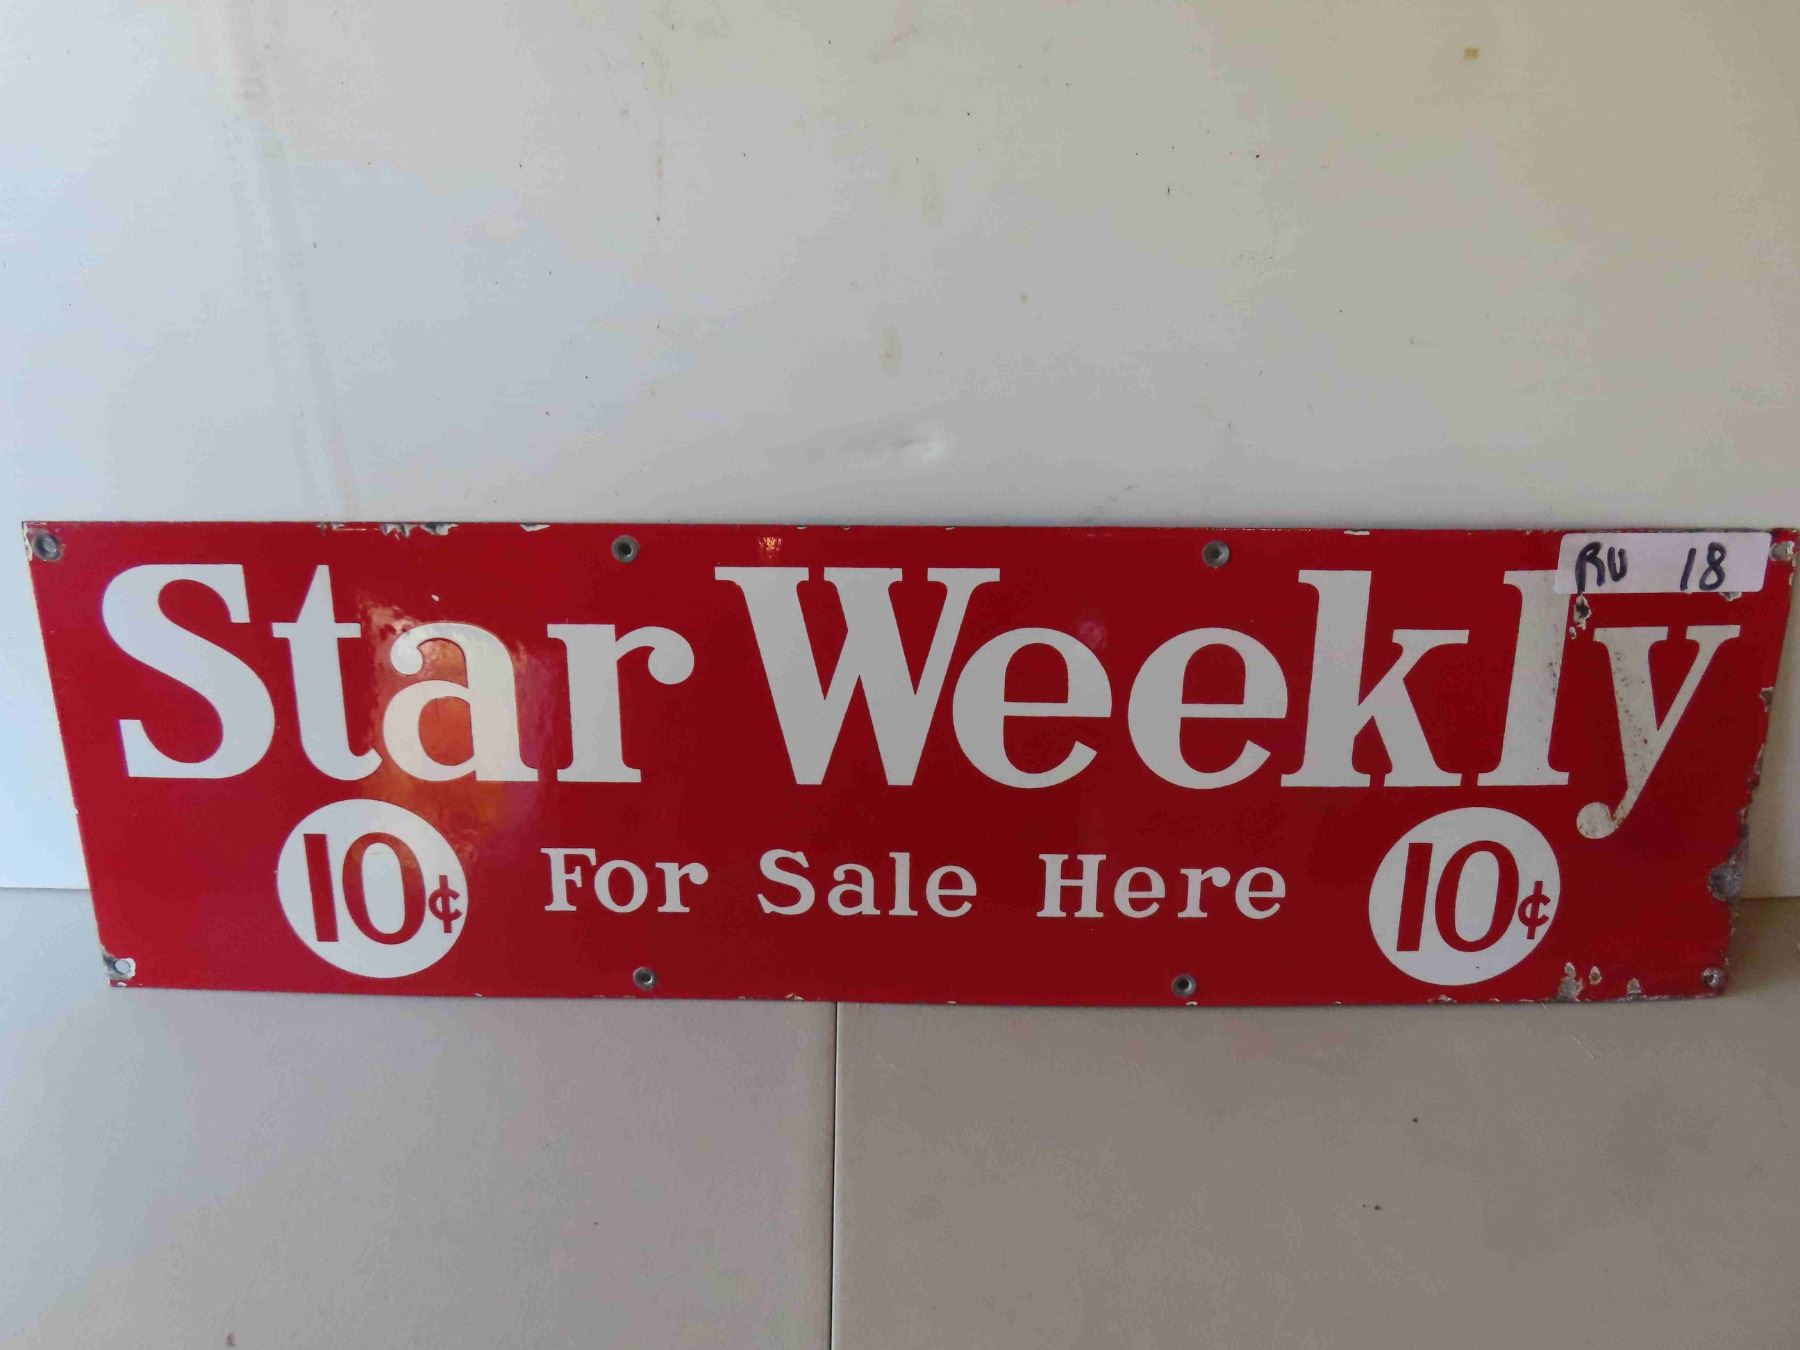 RU 18
Star Weekly
10¢ For Sale Here 10¢